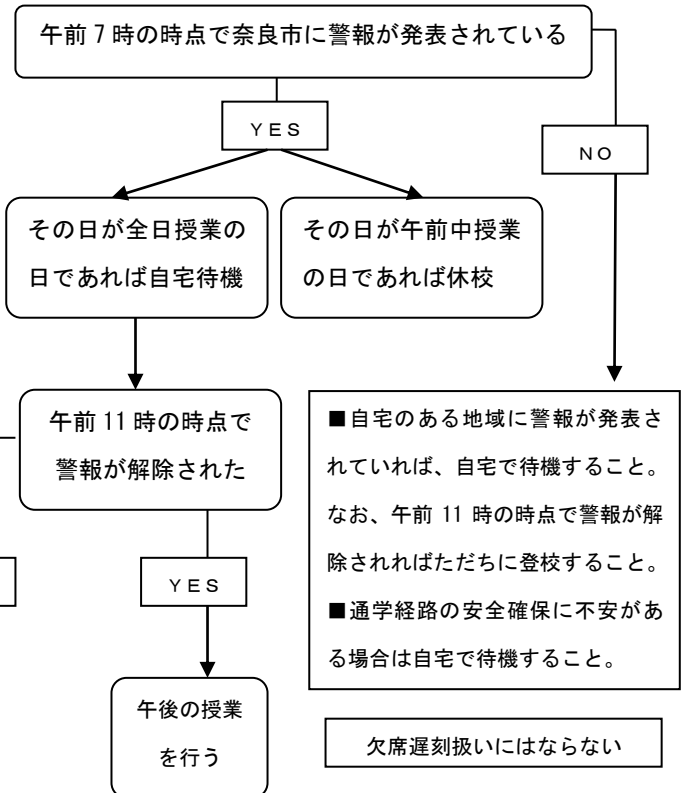 午前7時の時点で奈良市に警報が発表されている
ＹＥＳ
ＮＯ
その日が全日授業の
日であれば自宅待機
その日が午前中授業
の日であれば休校
午前11時の時点で
警報が解除された
■自宅のある地域に警報が発表さ
れていれば、自宅で待機すること。
なお、午前 11 時の時点で警報が解
除されればただちに登校すること。
■通学経路の安全確保に不安があ
る場合は自宅で待機すること。
ＹＥＳ
午後の授業
を行う
欠席遅刻扱いにはならない